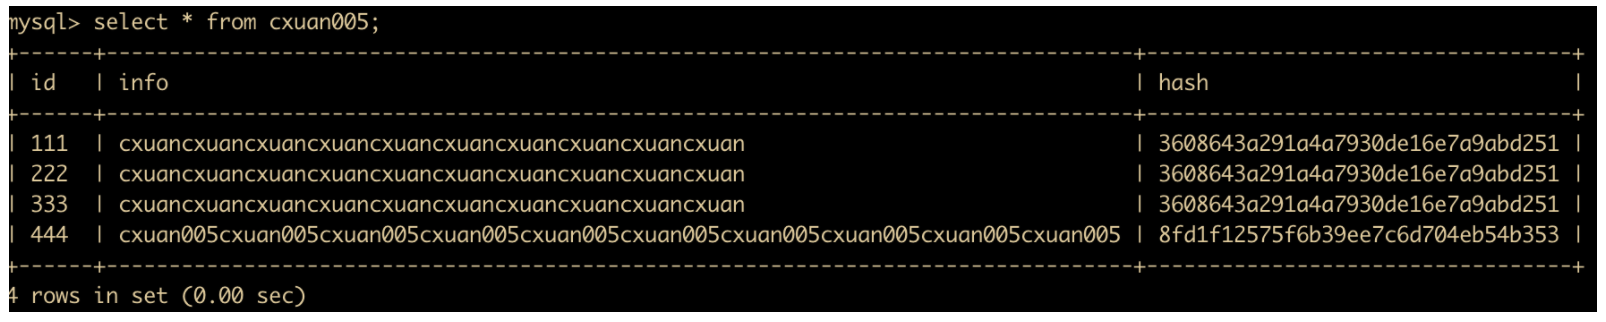 mysql> select * from cxuan005;
| id | info | hash |
| 111 | cxuancxuancxuancxuancxuancxuancxuancxuancxuancxuan | 3608643a291a4a7930de16e7a9abd251 |
| 222 | cxuancxuancxuancxuancxuancxuancxuancxuancxuancxuan | 3608643a291a4a7930de16e7a9abd251 |
| 333 | cxuancxuancxuancxuancxuancxuancxuancxuancxuancxuan | 3608643a291a4a7930de16e7a9abd251 |
| 444 | cxuan005cxuan005cxuan005cxuan005cxuan005cxuan005cxuan005cxuan005cxuan005cxuan005 | 8fd1f12575f6b39ee7c6d704eb54b353 |
4 rows in set (0.00 sec)